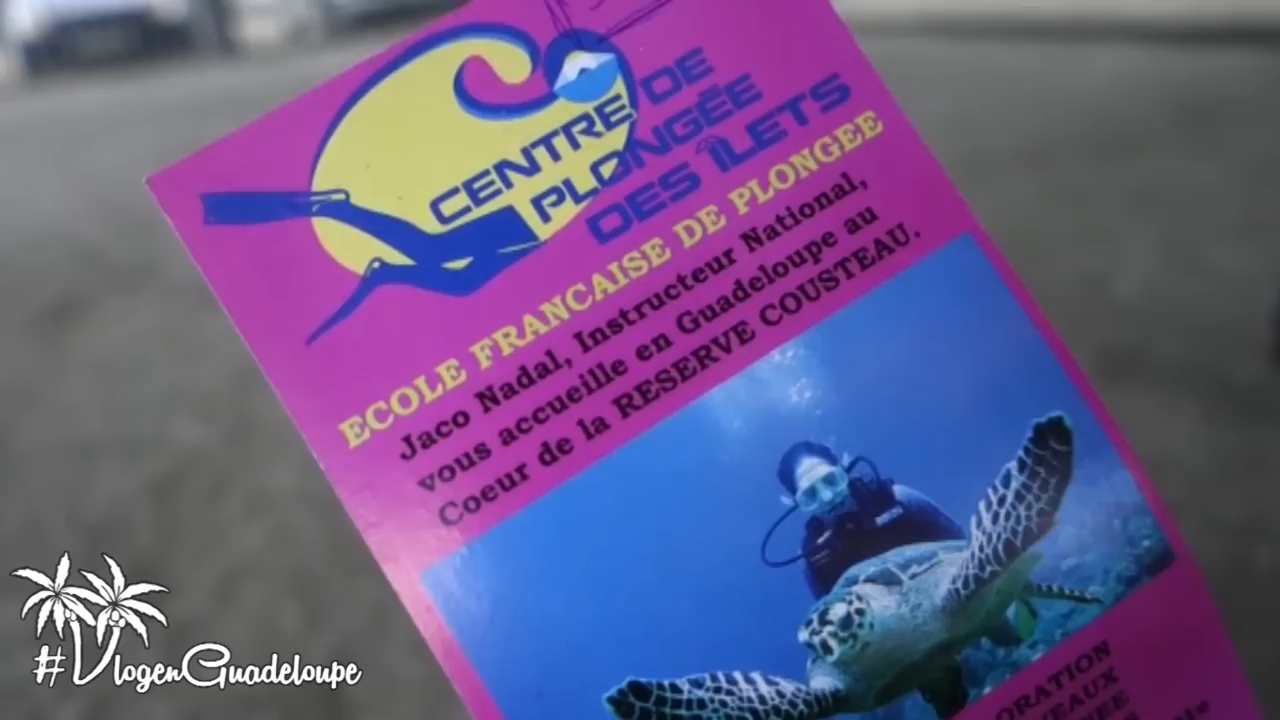 CENTRE DE
PLONGÉE
DES ÎLETS
ECOLE FRANCAISE DE PLONGEE
Jaco Nadal, Instructeur National,
vous accueille en Guadeloupe au
Coeur de la RESERVE COUSTEAU.
#VlogenGuadeloupe